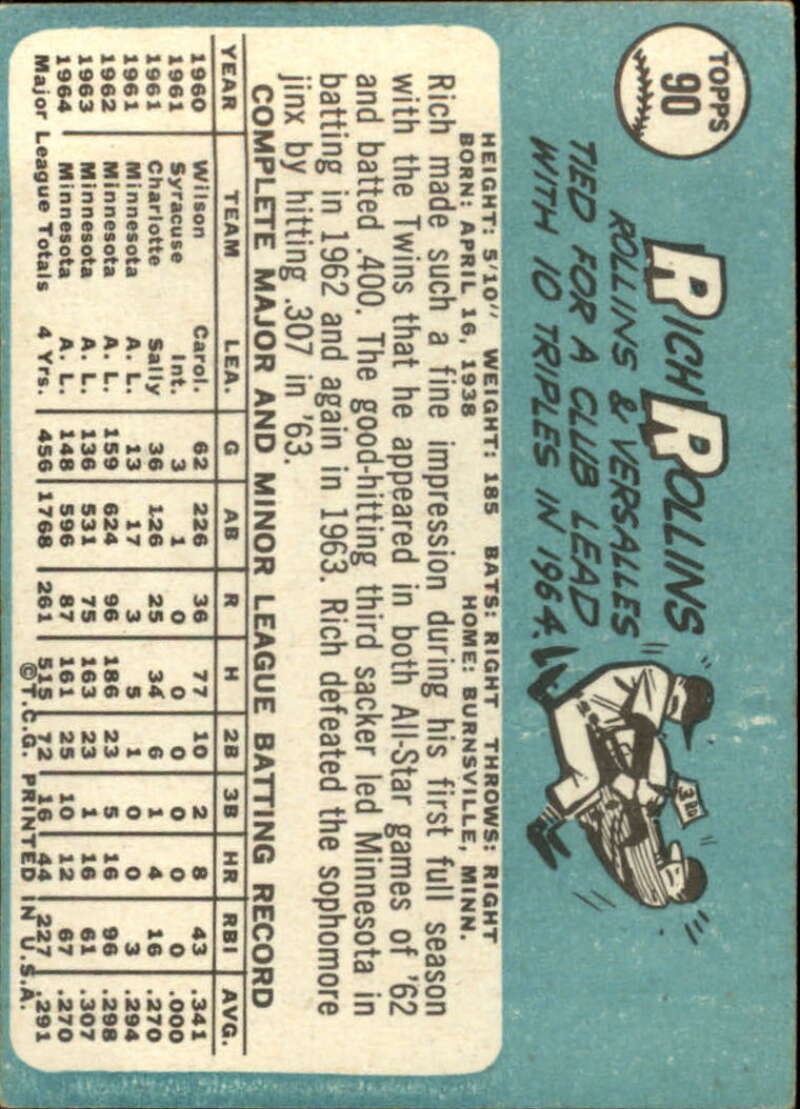 TOPPS
90
RICH ROLLINS
ROLLINS & VERSALLES
TIED FOR A CLUB LEAD
WITH 10 TRIPLES IN 1964.
3RD
HEIGHT: 5/10" WEIGHT: 185 BATS: RIGHT THROWS: RIGHT
BORN: APRIL 16, 1938 HOME: BURNSVILLE, MINN.
Rich made such a fine impression during his first full season
with the Twins that he appeared in both All-Star games of '62
and batted .400. The good-hitting third sacker led Minnesota in
batting in 1962 and again in 1963. Rich defeated the sophomore
jinx by hitting .307 in '63.
COMPLETE MAJOR AND MINOR LEAGUE BATTING RECORD
YEAR TEAM LEA. G AB R H 2B 3B HR RBI AVG.
1960 Wilson Carol. 62 226 36 77 10 2 8 43 .341
1961 Syracuse Int. 3 1 0 0 0 0 0 0 .000
1961 Charlotte Sally 36 126 25 34 6 1 4 16 .270
1961 Minnesota A. L. 13 17 3 5 1 0 0 3 .294
1962 Minnesota A. L. 159 624 96 186 23 5 16 96 .298
1963 Minnesota A. L. 136 531 75 163 23 1 16 61 .307
1964 Minnesota A. L. 148 596 87 161 25 10 12 67 .270
Major League Totals 4 Yrs. 456 1768 261 515 72 16 44 227 .291
©T.C.G. PRINTED IN U.S.A.